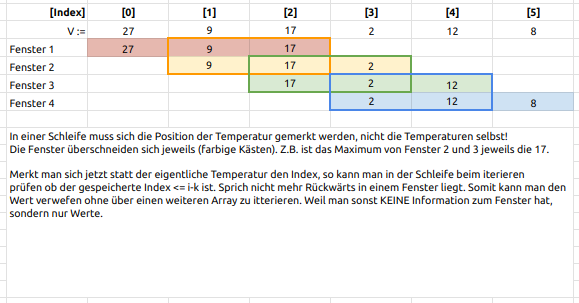 [Index] [0] [1] [2] [3] [4] [5]
V := 27 9 17 2 12 8
Fenster 1 27 9 17
Fenster 2 9 17 2
Fenster 3 17 2 12
Fenster 4 2 12 8
In einer Schleife muss sich die Position der Temperatur gemerkt werden, nicht die Temperaturen selbst!
Die Fenster überschneiden sich jeweils (farbige Kästen). Z.B. ist das Maximum von Fenster 2 und 3 jeweils die 17.
Merkt man sich jetzt statt der eigentliche Temperatur den Index, so kann man in der Schleife beim iterieren
prüfen ob der gespeicherte Index <= i-k ist. Sprich nicht mehr Rückwärts in einem Fenster liegt. Somit kann man den
Wert verwefen ohne über einen weiteren Array zu itterieren. Weil man sonst KEINE Information zum Fenster hat,
sondern nur Werte.